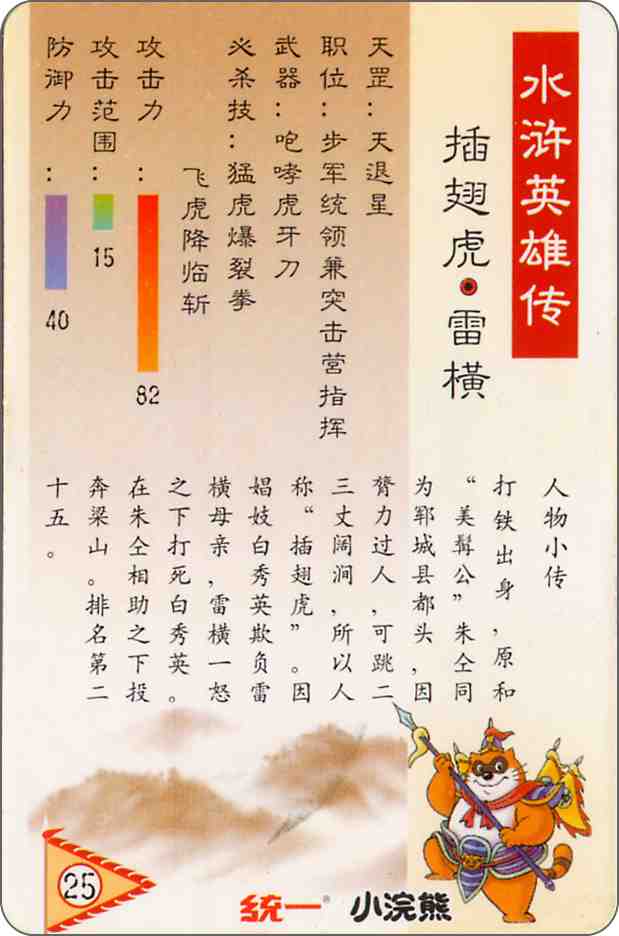 水浒英雄传
插翅虎·雷横
天罡：天退星
职位：步军统领兼突击营指挥
武器：咆哮虎牙刀
必杀技：猛虎爆裂拳
飞虎降临斩
攻击力：
82
攻击范围：
15
防御力：
40
人物小传
打铁出身，原和
“美髯公”朱仝同
为郓城县都头，因
膂力过人，可跳二
三丈阔涧，所以人
称“插翅虎”。因
娼妓白秀英欺负雷
横母亲，雷横一怒
之下打死白秀英。
在朱仝相助之下投
奔梁山。排名第二
十五。
25
统一®
小浣熊